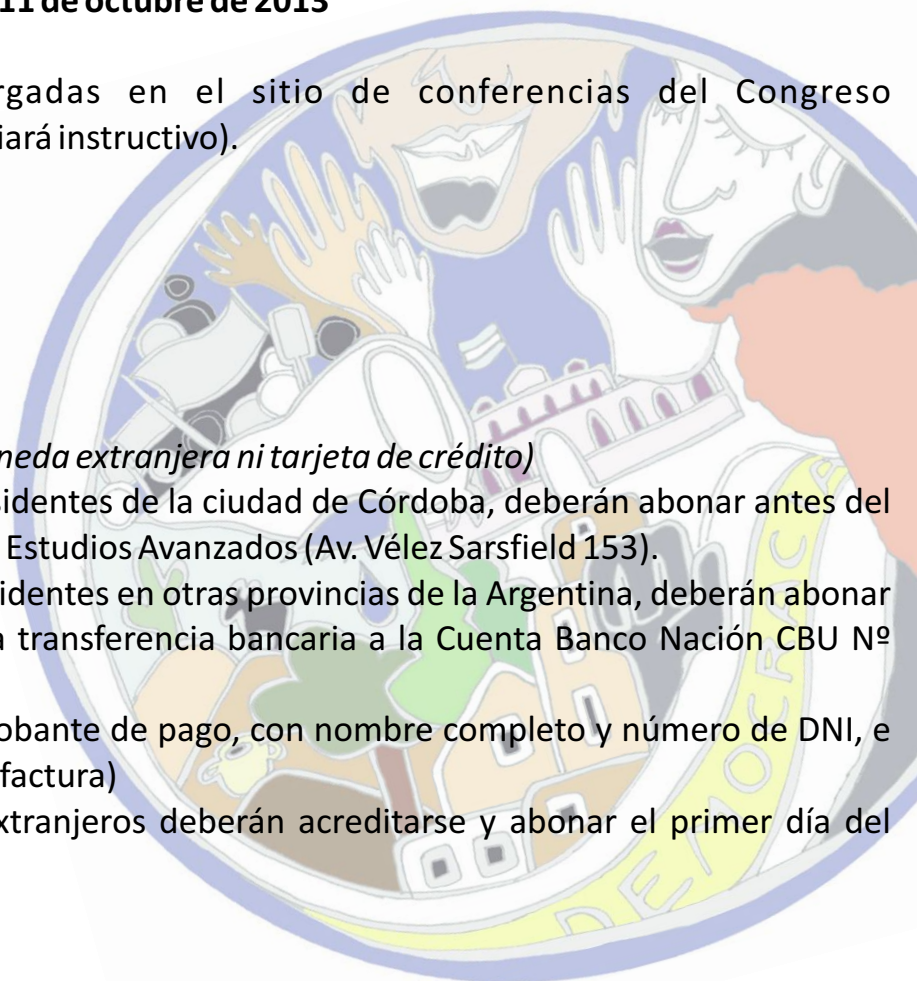 11 de octubre de 2013
rgadas en el sitio de conferencias del Congreso
iará instructivo).
neda extranjera ni tarjeta de crédito)
sidentes de la ciudad de Córdoba, deberán abonar antes del
Estudios Avanzados (Av. Vélez Sarsfield 153).
identes en otras provincias de la Argentina, deberán abonar
a transferencia bancaria a la Cuenta Banco Nación CBU Nº
obante de pago, con nombre completo y número de DNI, e
factura)
xtranjeros deberán acreditarse y abonar el primer día del
DEMOCRACIA